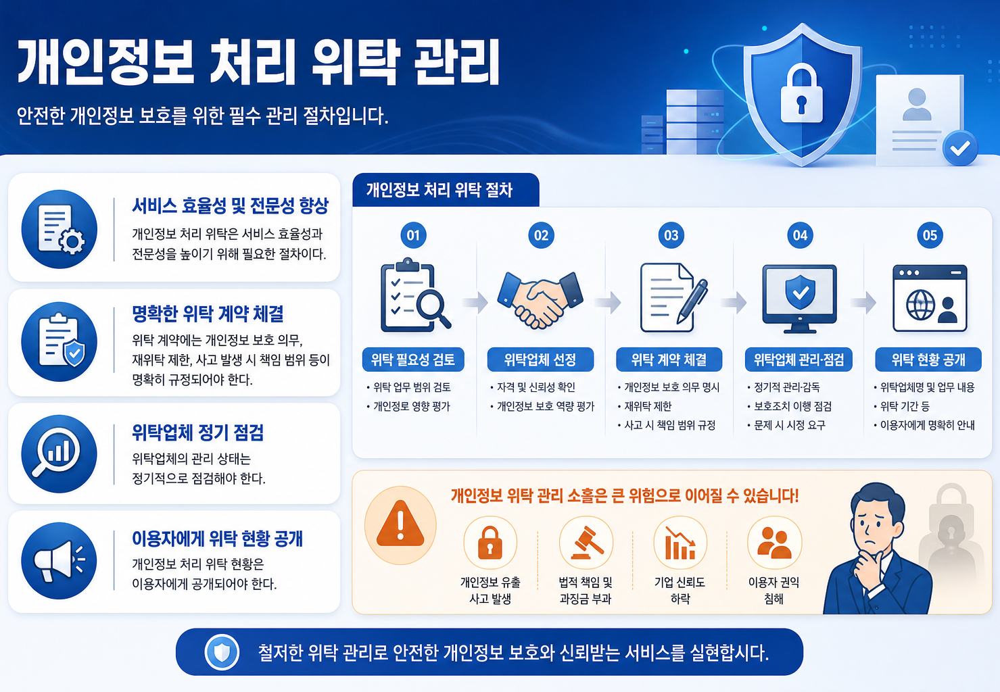 개인정보 처리 위탁 관리
안전한 개인정보 보호를 위한 필수 관리 절차입니다.
서비스 효율성 및 전문성 향상
개인정보 처리 위탁은 서비스 효율성과
전문성을 높이기 위해 필요한 절차이다.
명확한 위탁 계약 체결
위탁 계약에는 개인정보 보호 의무,
재위탁 제한, 사고 발생 시 책임 범위 등이
명확히 규정되어야 한다.
위탁업체 정기 점검
위탁업체의 관리 상태는
정기적으로 점검해야 한다.
이용자에게 위탁 현황 공개
개인정보 처리 위탁 현황은
이용자에게 공개되어야 한다.
개인정보 처리 위탁 절차
01
위탁 필요성 검토
• 위탁 업무 범위 검토
• 개인정로 영향 평가
02
위탁업체 선정
• 자격 및 신뢰성 확인
• 개인정보 보호 역량 평가
03
위탁 계약 체결
• 개인정보 보호 의무 명시
• 재위탁 제한
• 사고 시 책임 범위 규정
04
위탁업체 관리·점검
• 정기적 관리·감독
• 보호조치 이행 점검
• 문제 시 시정 요구
05
위탁 현황 공개
• 위탁업체명 및 업무 내용
• 위탁 기간 등
• 이용자에게 명확히 안내
개인정보 위탁 관리 소홀은 큰 위험으로 이어질 수 있습니다!
개인정보 유출
사고 발생
법적 책임 및
과징금 부과
기업 신뢰도
하락
이용자 권익
침해
철저한 위탁 관리로 안전한 개인정보 보호와 신뢰받는 서비스를 실현합시다.